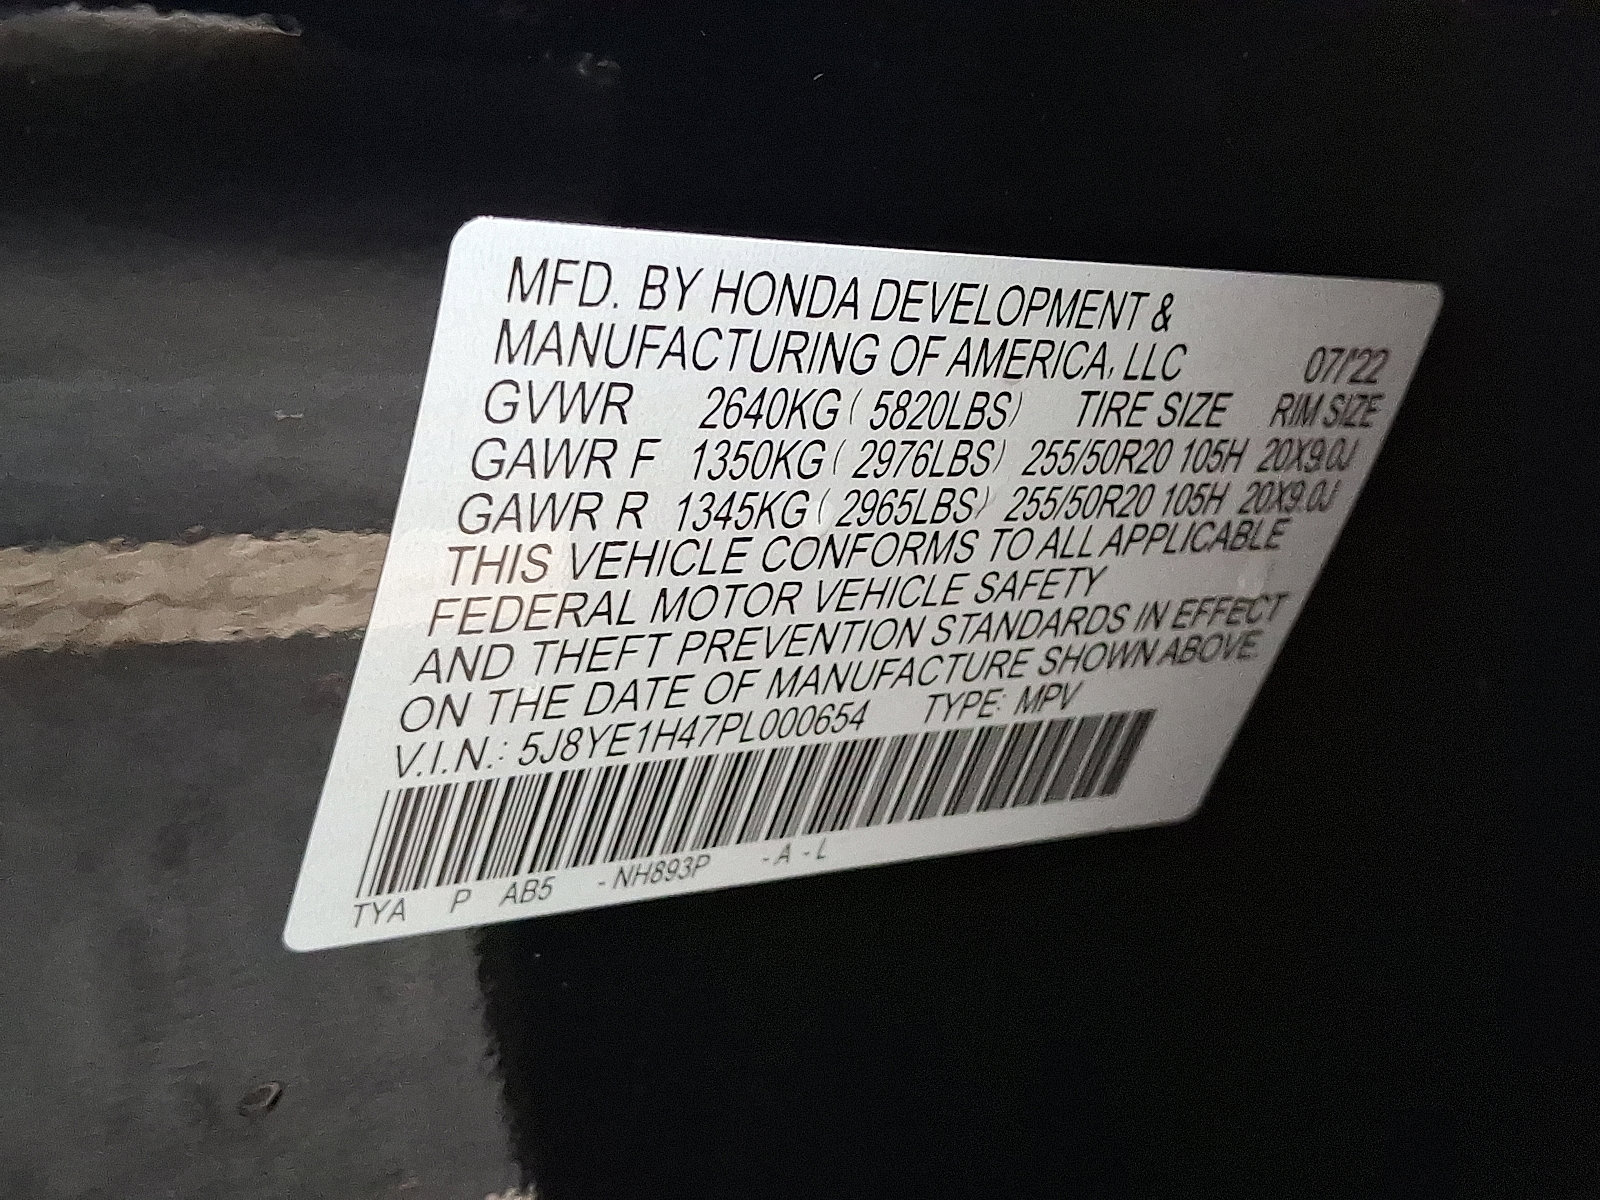 MFD. BY HONDA DEVELOPMENT &
MANUFACTURING OF AMERICA, LLC 07/'22
GVWR 2640KG ( 5820LBS) TIRE SIZE RIM SIZE
GAWR F 1350KG ( 2976LBS) 255/50R20 105H 20X9.0J
GAWR R 1345KG ( 2965LBS) 255/50R20 105H 20X9.0J
THIS VEHICLE CONFORMS TO ALL APPLICABLE
FEDERAL MOTOR VEHICLE SAFETY
AND THEFT PREVENTION STANDARDS IN EFFECT
ON THE DATE OF MANUFACTURE SHOWN ABOVE.
V.I.N.: 5J8YE1H47PL000654 TYPE: MPV
TYA P AB5 -NH893P -A -L